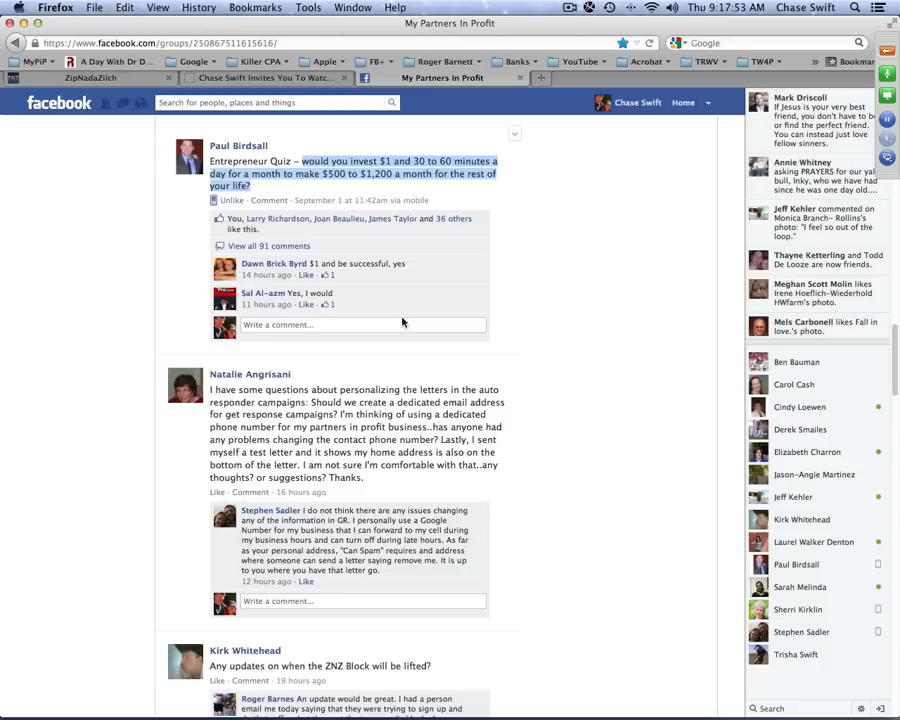 Firefox File Edit View History Bookmarks Tools Window Help Thu 9:17:53 AM Chase Swift
My Partners In Profit
https://www.facebook.com/groups/250867511615616/ Google
MyPiP A Day With Dr D... Google Killer CPA Apple FB+ Roger Barnett Banks YouTube Acrobat TRWV TW4P » Bookmar
ZipNadaZilch Chase Swift Invites You To Watc... My Partners In Profit
facebook Search for people, places and things Chase Swift Home
Paul Birdsall
Entrepreneur Quiz – would you invest $1 and 30 to 60 minutes a
day for a month to make $500 to $1,200 a month for the rest of
your life?
Unlike · Comment · September 1 at 11:42am via mobile
You, Larry Richardson, Joan Beaulieu, James Taylor and 36 others
like this.
View all 91 comments
Dawn Brick Byrd $1 and be successful, yes
14 hours ago · Like · 1
Sal Al-azm Yes, I would
11 hours ago · Like · 1
Write a comment...
Natalie Angrisani
I have some questions about personalizing the letters in the auto
responder campaigns: Should we create a dedicated email address
for get response campaigns? I'm thinking of using a dedicated
phone number for my partners in profit business..has anyone had
any problems changing the contact phone number? Lastly, I sent
myself a test letter and it shows my home address is also on the
bottom of the letter. I am not sure I'm comfortable with that..any
thoughts? or suggestions? Thanks.
Like · Comment · 16 hours ago
Stephen Sadler I do not think there are any issues changing
any of the information in GR. I personally use a Google
Number for my business that I can forward to my cell during
my business hours and can turn off during late hours. As far
as your personal address, "Can Spam" requires and address
where someone can send a letter saying remove me. It is up
to you where you have that letter go.
12 hours ago · Like
Write a comment...
Kirk Whitehead
Any updates on when the ZNZ Block will be lifted?
Like · Comment · 19 hours ago
Roger Barnes An update would be great. I had a person
email me today saying that they were trying to sign up and
Mark Driscoll
If Jesus is your very best
friend, you don't have to b
or find the perfect friend.
You can instead just love
fellow sinners.
Annie Whitney
asking PRAYERS for our ya
bull, Inky, who we have had
since he was one day old....
Jeff Kehler commented on
Monica Branch- Rollins's
photo: "I feel so out of the
loop."
Thayne Ketterling and Todd
De Looze are now friends.
Meghan Scott Molin likes
Irene Hoeflich-Wiederhold
HWfarm's photo.
Mels Carbonell likes Fall in
love.'s photo.
Ben Bauman
Carol Cash
Cindy Loewen
Derek Smailes
Elizabeth Charron
Jason-Angie Martinez
Jeff Kehler
Kirk Whitehead
Laurel Walker Denton
Paul Birdsall
Sarah Melinda
Sherri Kirklin
Stephen Sadler
Trisha Swift
Search